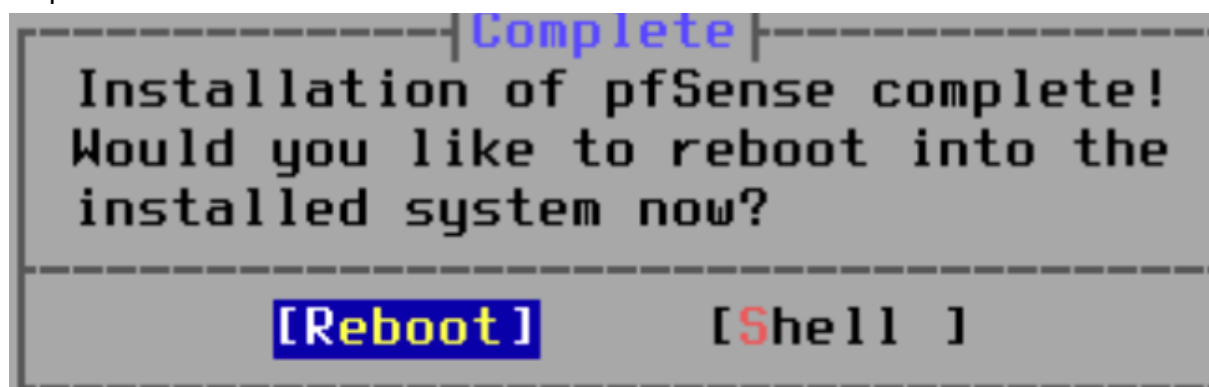 Complete
Installation of pfSense complete!
Would you like to reboot into the
installed system now?
[Reboot] [Shell ]